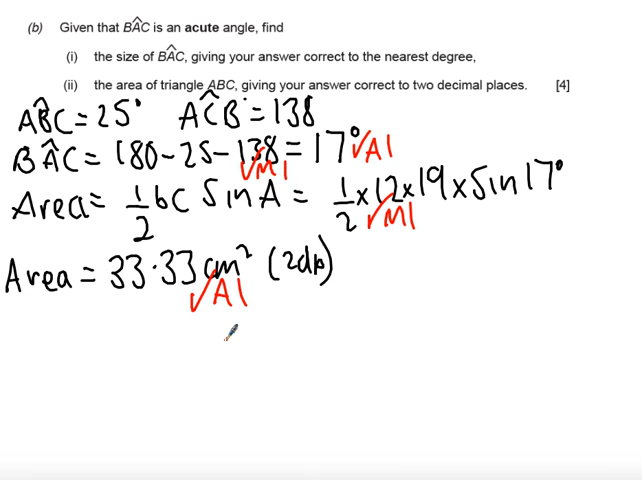 (b) Given that BÂC is an acute angle, find
(i) the size of BÂC, giving your answer correct to the nearest degree,
(ii) the area of triangle ABC, giving your answer correct to two decimal places. [4]
AB̂C = 25° AĈB = 138
BÂC = 180 - 25 - 138 = 17° ✓A1
✓M1
Area = 1/2 bc Sin A = 1/2 × 12 × 19 × Sin 17°
✓M1
Area = 33.33 cm² (2dp)
✓A1